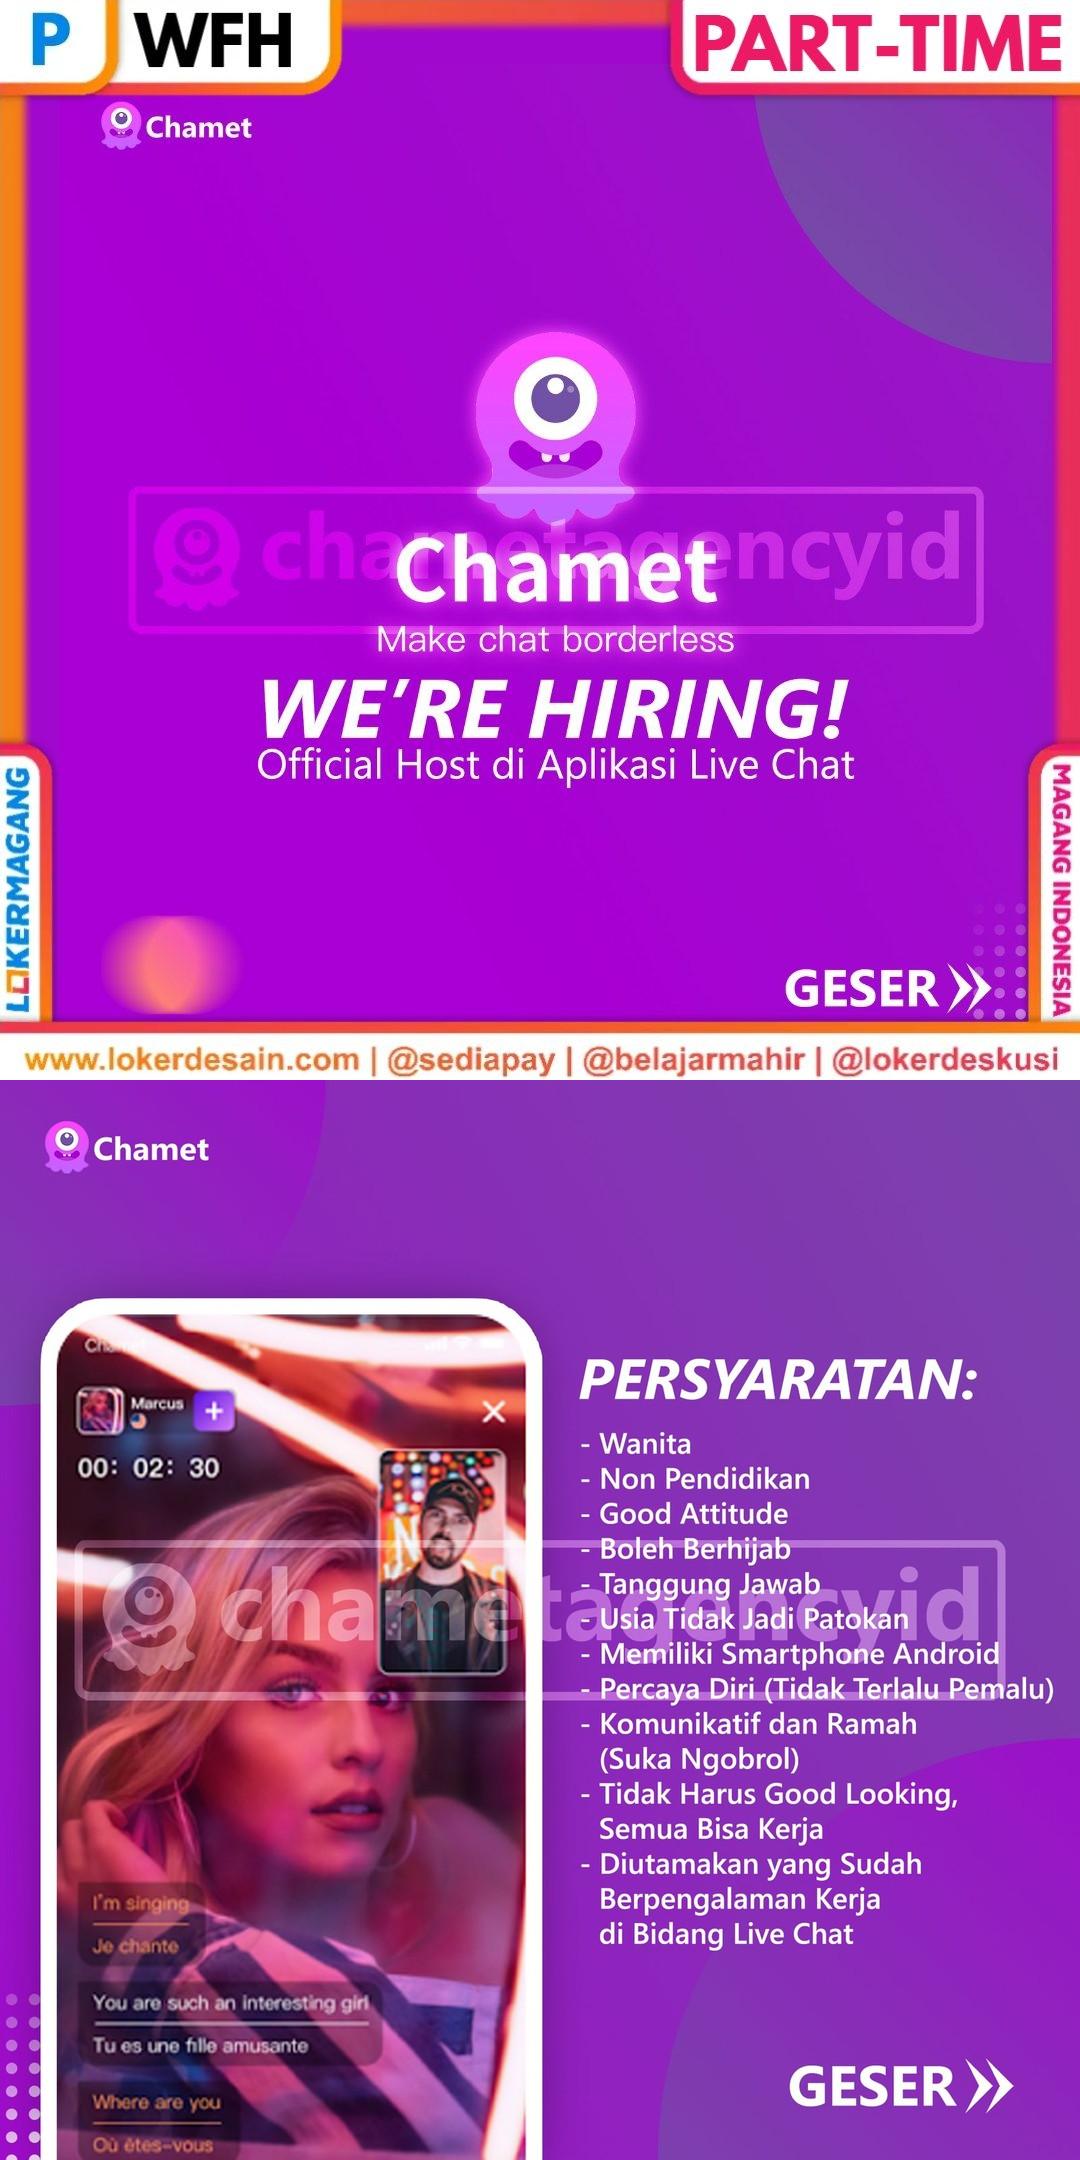 P WFH
PART-TIME
Chamet
chametagencyid
Chamet
Make chat borderless
WE'RE HIRING!
Official Host di Aplikasi Live Chat
LOKERMAGANG
MAGANG INDONESIA
GESER
www.lokerdesain.com | @sediapay | @belajarmahir | @lokerdeskusi
Chamet
Marcus
00: 02: 30
PERSYARATAN:
- Wanita
- Non Pendidikan
- Good Attitude
- Boleh Berhijab
- Tanggung Jawab
- Usia Tidak Jadi Patokan
- Memiliki Smartphone Android
- Percaya Diri (Tidak Terlalu Pemalu)
- Komunikatif dan Ramah
(Suka Ngobrol)
- Tidak Harus Good Looking,
Semua Bisa Kerja
- Diutamakan yang Sudah
Berpengalaman Kerja
di Bidang Live Chat
chametagencyid
I'm singing
Je chante
You are such an interesting girl
Tu es une fille amusante
Where are you
Où êtes-vous
GESER